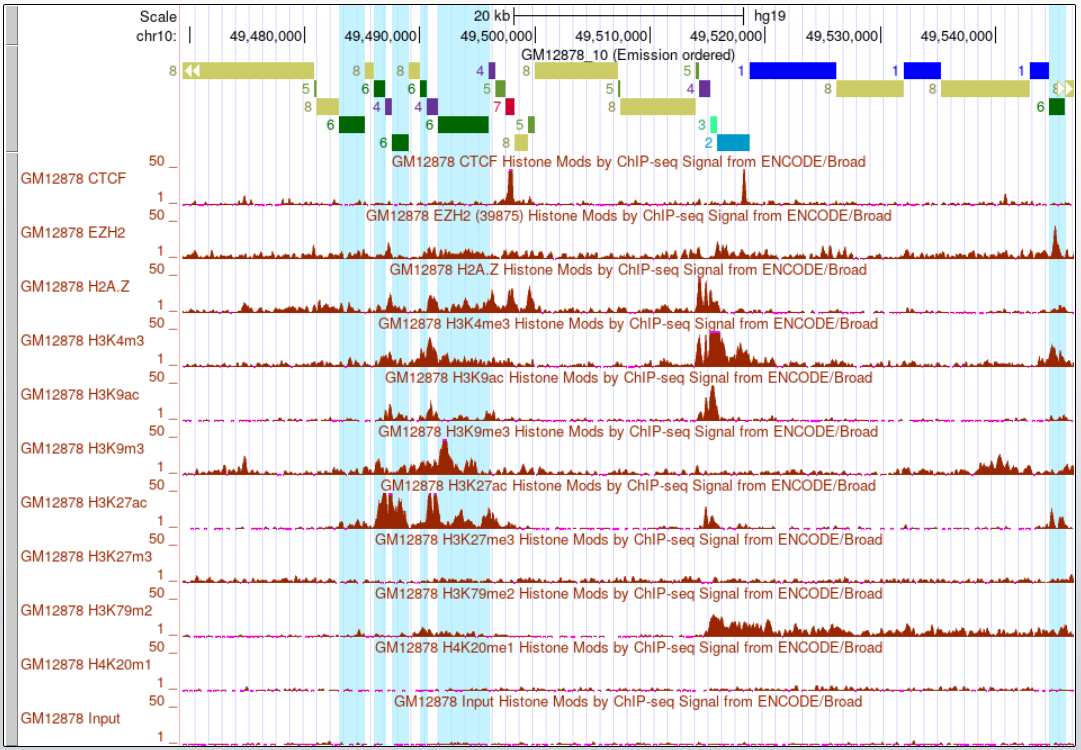 Scale 20 kb hg19
chr10: 49,480,000 49,490,000 49,500,000 49,510,000 49,520,000 49,530,000 49,540,000
GM12878_10 (Emission ordered)
8 8 8 4 8 5 1 1 1
5 6 6 5 5 4 8 8 8
8 4 4 7 8 6
6 6 5 3
6 8 2
GM12878 CTCF Histone Mods by ChIP-seq Signal from ENCODE/Broad
50
GM12878 CTCF
1
GM12878 EZH2 (39875) Histone Mods by ChIP-seq Signal from ENCODE/Broad
50
GM12878 EZH2
1
GM12878 H2A.Z Histone Mods by ChIP-seq Signal from ENCODE/Broad
50
GM12878 H2A.Z
1
GM12878 H3K4me3 Histone Mods by ChIP-seq Signal from ENCODE/Broad
50
GM12878 H3K4m3
1
GM12878 H3K9ac Histone Mods by ChIP-seq Signal from ENCODE/Broad
50
GM12878 H3K9ac
1
GM12878 H3K9me3 Histone Mods by ChIP-seq Signal from ENCODE/Broad
50
GM12878 H3K9m3
1
GM12878 H3K27ac Histone Mods by ChIP-seq Signal from ENCODE/Broad
50
GM12878 H3K27ac
1
GM12878 H3K27me3 Histone Mods by ChIP-seq Signal from ENCODE/Broad
50
GM12878 H3K27m3
1
GM12878 H3K79me2 Histone Mods by ChIP-seq Signal from ENCODE/Broad
50
GM12878 H3K79m2
1
GM12878 H4K20me1 Histone Mods by ChIP-seq Signal from ENCODE/Broad
50
GM12878 H4K20m1
1
GM12878 Input Histone Mods by ChIP-seq Signal from ENCODE/Broad
50
GM12878 Input
1